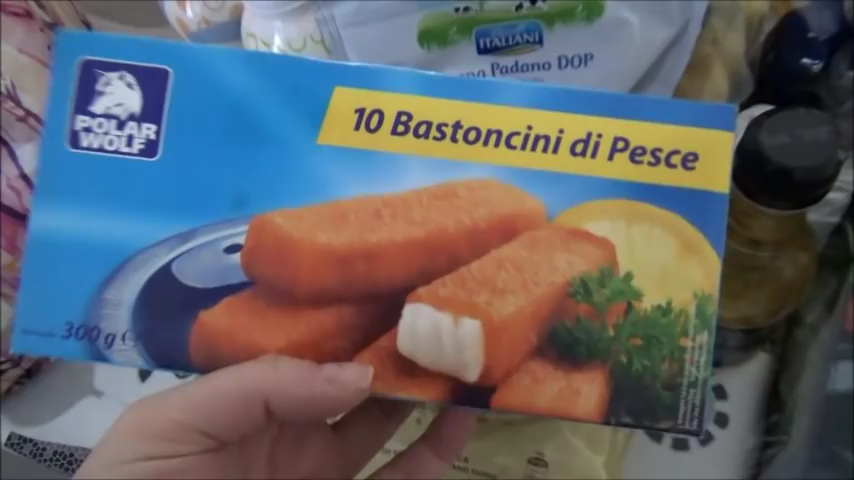 ITALIANI
Padano DOP
POLAR
WOLF
10 Bastoncini di Pesce
300 g e